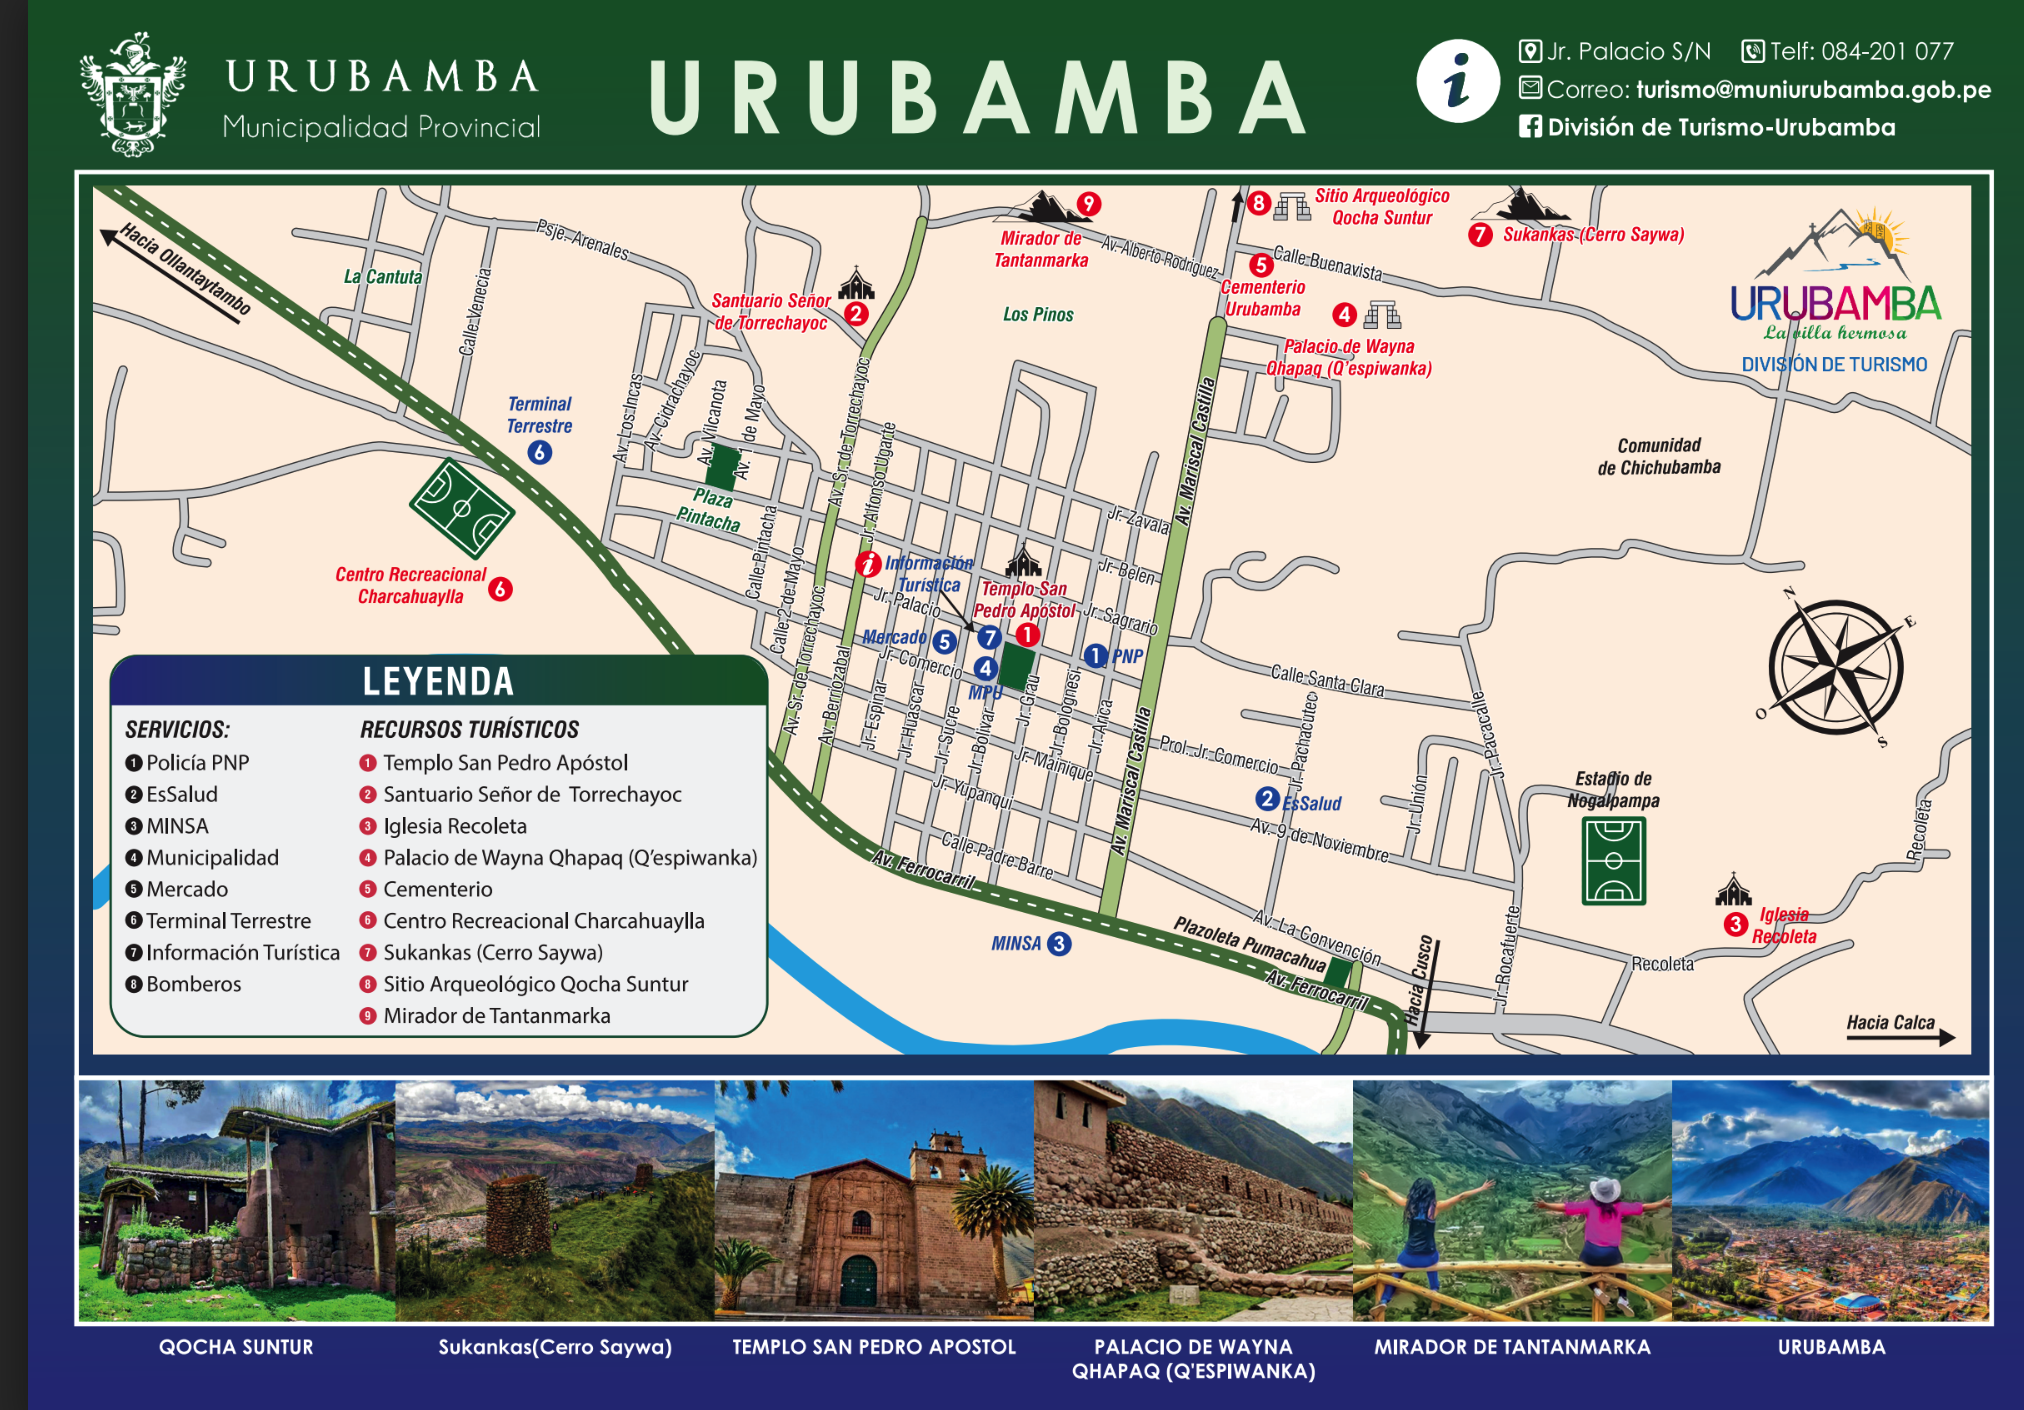 URUBAMBA
Municipalidad Provincial
URUBAMBA
i
Jr. Palacio S/N
Telf: 084-201 077
Correo: turismo@muniurubamba.gob.pe
División de Turismo-Urubamba
Hacia Ollantaytambo
La Cantuta
Calle Venecia
Psje. Arenales
Santuario Señor
de Torrechayoc
2
9
Mirador de
Tantanmarka
Av. Alberto Rodriguez
Los Pinos
8
Sitio Arqueológico
Qocha Suntur
7 Sukankas (Cerro Saywa)
5
Calle Buenavista
Cementerio
Urubamba
4
Palacio de Wayna
Qhapaq (Q'espiwanka)
URUBAMBA
La villa hermosa
DIVISIÓN DE TURISMO
Terminal
Terrestre
6
Av. Los Incas
Av. Cidrachayoc
Av. Vilcanota
Av. 1 de Mayo
Plaza
Pintacha
Av. Sr. de Torrechayoc
Jr. Alfonso Ugarte
Av. Mariscal Castilla
Comunidad
de Chichubamba
Centro Recreacional
Charcahuaylla
6
Calle Pintacha
Calle 2 de Mayo
Av. Sr. de Torrechayoc
Av. Berriozabal
i
Información
Turística
Jr. Zavala
Jr. Belén
Jr. Sagrario
Templo San
Pedro Apóstol
1
Jr. Palacio
Mercado 5
7
4
MPU
1 PNP
Jr. Comercio
Jr. Espinar
Jr. Huascar
Jr. Sucre
Jr. Bolivar
Jr. Grau
Jr. Bolognesi
Jr. Arica
Jr. Mainique
Jr. Yupanqui
Calle Padre Barre
Av. Mariscal Castilla
Calle Santa Clara
Prol. Jr. Comercio
Jr. Pachacutec
2 EsSalud
Av. 9 de Noviembre
Jr. Unión
Jr. Pacacalle
Estadio de
Nogalpampa
Recoleta
3
Iglesia
Recoleta
Recoleta
Jr. Rocafuerte
Av. Ferrocarril
MINSA 3
Plazoleta Pumacahua
Av. La Convención
Av. Ferrocarril
Hacia Cusco
Hacia Calca
N
E
O
S
LEYENDA
SERVICIOS:
1 Policía PNP
2 EsSalud
3 MINSA
4 Municipalidad
5 Mercado
6 Terminal Terrestre
7 Información Turística
8 Bomberos
RECURSOS TURÍSTICOS
1 Templo San Pedro Apóstol
2 Santuario Señor de Torrechayoc
3 Iglesia Recoleta
4 Palacio de Wayna Qhapaq (Q'espiwanka)
5 Cementerio
6 Centro Recreacional Charcahuaylla
7 Sukankas (Cerro Saywa)
8 Sitio Arqueológico Qocha Suntur
9 Mirador de Tantanmarka
QOCHA SUNTUR
Sukankas(Cerro Saywa)
TEMPLO SAN PEDRO APOSTOL
PALACIO DE WAYNA
QHAPAQ (Q'ESPIWANKA)
MIRADOR DE TANTANMARKA
URUBAMBA